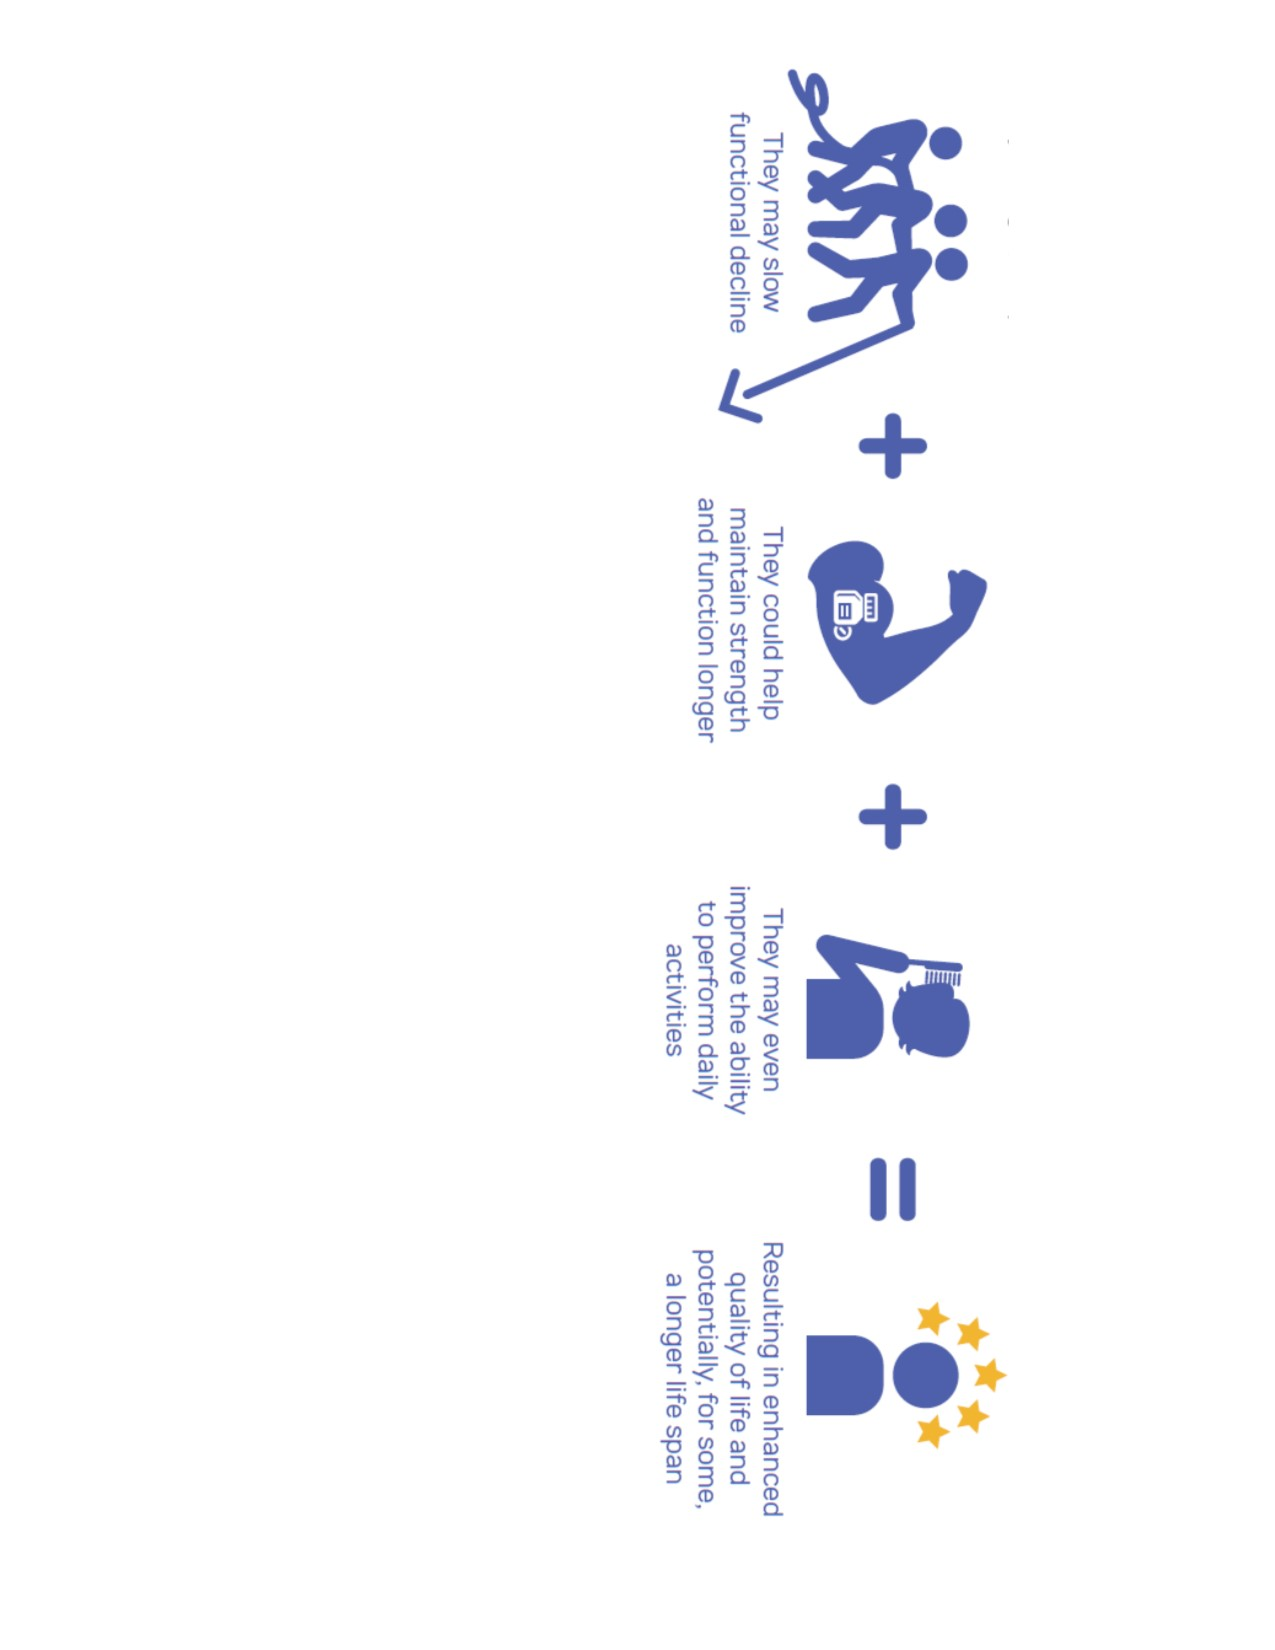 They may slow
functional decline
They could help
maintain strength
and function longer
They may even
improve the ability
to perform daily
activities
Resulting in enhanced
quality of life and
potentially, for some,
a longer life span